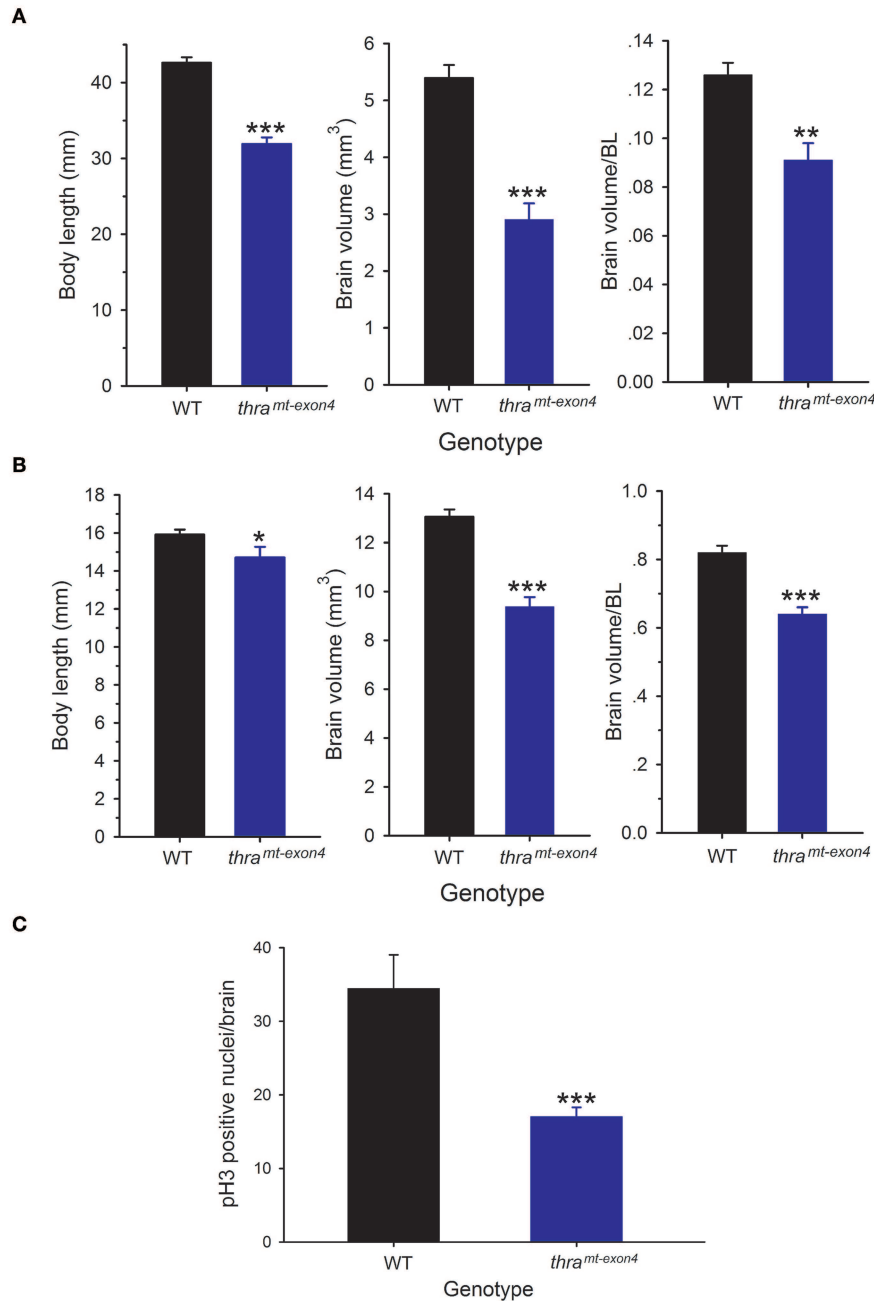 A
Body length (mm)
40
30
20
10
0
***
WT
thra mt-exon4
Brain volume (mm3)
6
5
4
3
2
1
0
***
WT
thra mt-exon4
Brain volume/BL
.12
.10
.08
.06
.04
.02
0.00
**
WT
thra mt-exon4
Genotype
B
Body length (mm)
18
16
14
12
10
8
6
4
2
0
*
WT
thra mt-exon4
Brain volume (mm3)
14
12
10
8
6
4
2
0
***
WT
thra mt-exon4
Brain volume/BL
1.0
.8
.6
.4
.2
0.0
***
WT
thra mt-exon4
Genotype
C
pH3 positive nuclei/brain
40
30
20
10
0
***
WT
thra mt-exon4
Genotype